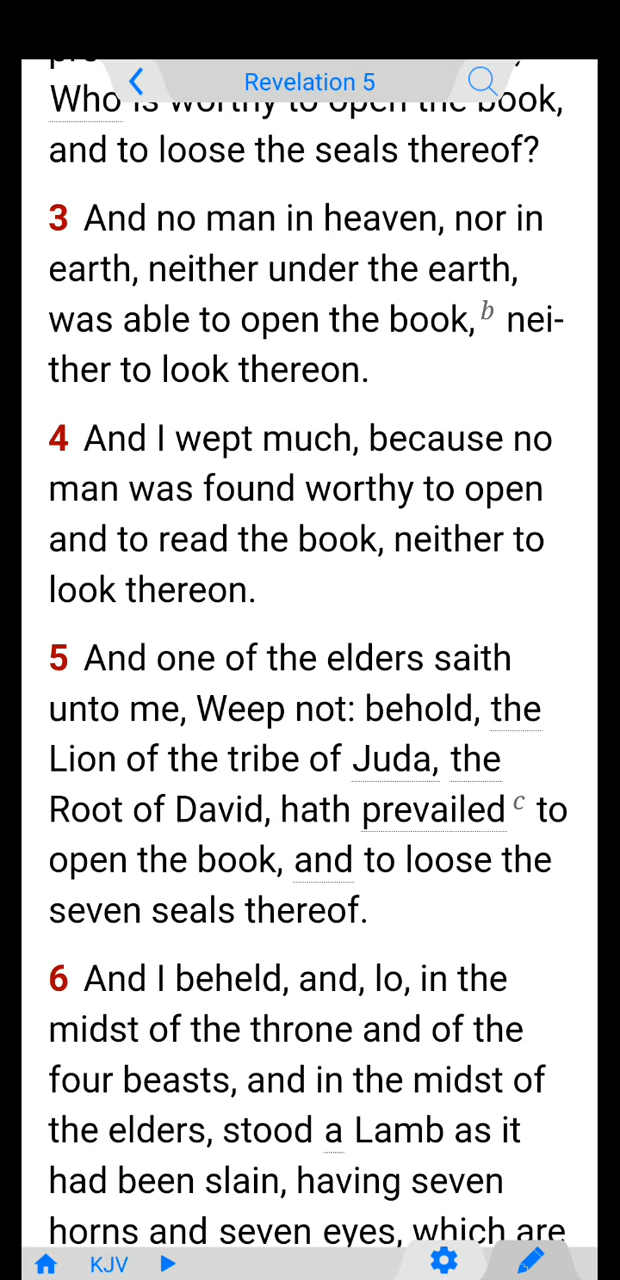 Revelation 5
Who is worthy to open the book,
and to loose the seals thereof?
3 And no man in heaven, nor in
earth, neither under the earth,
was able to open the book, b nei-
ther to look thereon.
4 And I wept much, because no
man was found worthy to open
and to read the book, neither to
look thereon.
5 And one of the elders saith
unto me, Weep not: behold, the
Lion of the tribe of Juda, the
Root of David, hath prevailed c to
open the book, and to loose the
seven seals thereof.
6 And I beheld, and, lo, in the
midst of the throne and of the
four beasts, and in the midst of
the elders, stood a Lamb as it
had been slain, having seven
horns and seven eyes, which are
KJV